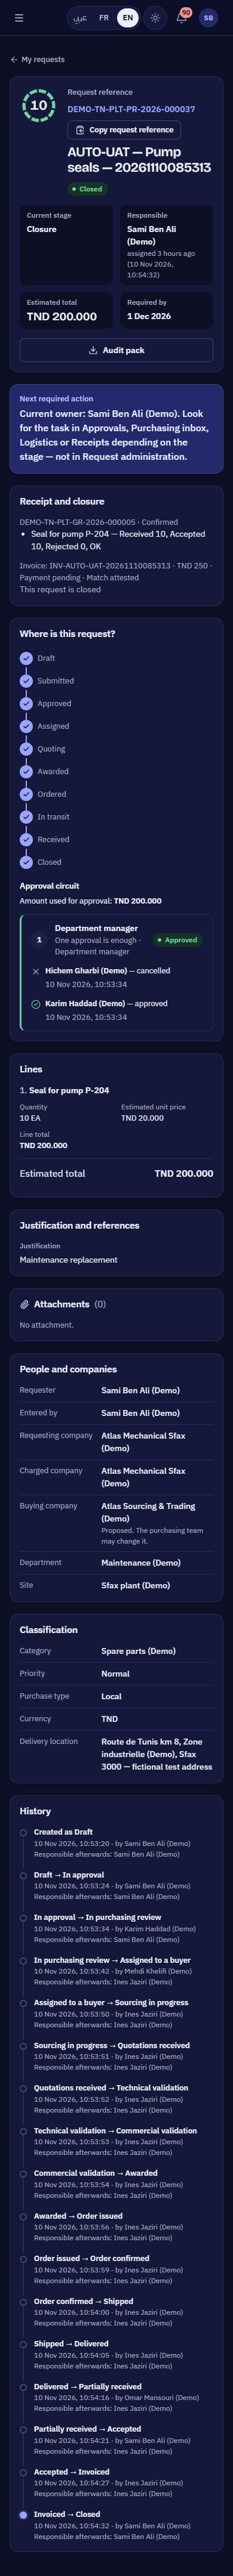 عربي FR EN 90 SB
My requests
10
Request reference
DEMO-TN-PLT-PR-2026-000037
Copy request reference
AUTO-UAT — Pump
seals — 20261110085313
Closed
Current stage
Closure
Responsible
Sami Ben Ali
(Demo)
assigned 3 hours ago
(10 Nov 2026,
10:54:32)
Estimated total
TND 200.000
Required by
1 Dec 2026
Audit pack
Next required action
Current owner: Sami Ben Ali (Demo). Look
for the task in Approvals, Purchasing inbox,
Logistics or Receipts depending on the
stage — not in Request administration.
Receipt and closure
DEMO-TN-PLT-GR-2026-000005 · Confirmed
Seal for pump P-204 — Received 10, Accepted
10, Rejected 0, OK
Invoice: INV-AUTO-UAT-20261110085313 · TND 250 ·
Payment pending · Match attested
This request is closed
Where is this request?
Draft
Submitted
Approved
Assigned
Quoting
Awarded
Ordered
In transit
Received
Closed
Approval circuit
Amount used for approval: TND 200.000
1
Department manager
One approval is enough ·
Department manager
Approved
Hichem Gharbi (Demo) — cancelled
10 Nov 2026, 10:53:34
Karim Haddad (Demo) — approved
10 Nov 2026, 10:53:34
Lines
1. Seal for pump P-204
Quantity
10 EA
Estimated unit price
TND 20.000
Line total
TND 200.000
Estimated total TND 200.000
Justification and references
Justification
Maintenance replacement
Attachments (0)
No attachment.
People and companies
Requester Sami Ben Ali (Demo)
Entered by Sami Ben Ali (Demo)
Requesting company Atlas Mechanical Sfax
(Demo)
Charged company Atlas Mechanical Sfax
(Demo)
Buying company Atlas Sourcing & Trading
(Demo)
Proposed. The purchasing team
may change it.
Department Maintenance (Demo)
Site Sfax plant (Demo)
Classification
Category Spare parts (Demo)
Priority Normal
Purchase type Local
Currency TND
Delivery location Route de Tunis km 8, Zone
industrielle (Demo), Sfax
3000 — fictional test address
History
Created as Draft
10 Nov 2026, 10:53:20 · by Sami Ben Ali (Demo)
Responsible afterwards: Sami Ben Ali (Demo)
Draft → In approval
10 Nov 2026, 10:53:24 · by Sami Ben Ali (Demo)
Responsible afterwards: Sami Ben Ali (Demo)
In approval → In purchasing review
10 Nov 2026, 10:53:34 · by Karim Haddad (Demo)
Responsible afterwards: Sami Ben Ali (Demo)
In purchasing review → Assigned to a buyer
10 Nov 2026, 10:53:42 · by Mehdi Khelifi (Demo)
Responsible afterwards: Ines Jaziri (Demo)
Assigned to a buyer → Sourcing in progress
10 Nov 2026, 10:53:50 · by Ines Jaziri (Demo)
Responsible afterwards: Ines Jaziri (Demo)
Sourcing in progress → Quotations received
10 Nov 2026, 10:53:51 · by Ines Jaziri (Demo)
Responsible afterwards: Ines Jaziri (Demo)
Quotations received → Technical validation
10 Nov 2026, 10:53:52 · by Ines Jaziri (Demo)
Responsible afterwards: Ines Jaziri (Demo)
Technical validation → Commercial validation
10 Nov 2026, 10:53:53 · by Ines Jaziri (Demo)
Responsible afterwards: Ines Jaziri (Demo)
Commercial validation → Awarded
10 Nov 2026, 10:53:54 · by Ines Jaziri (Demo)
Responsible afterwards: Ines Jaziri (Demo)
Awarded → Order issued
10 Nov 2026, 10:53:56 · by Ines Jaziri (Demo)
Responsible afterwards: Ines Jaziri (Demo)
Order issued → Order confirmed
10 Nov 2026, 10:53:59 · by Ines Jaziri (Demo)
Responsible afterwards: Ines Jaziri (Demo)
Order confirmed → Shipped
10 Nov 2026, 10:54:00 · by Ines Jaziri (Demo)
Responsible afterwards: Ines Jaziri (Demo)
Shipped → Delivered
10 Nov 2026, 10:54:05 · by Ines Jaziri (Demo)
Responsible afterwards: Ines Jaziri (Demo)
Delivered → Partially received
10 Nov 2026, 10:54:16 · by Omar Mansouri (Demo)
Responsible afterwards: Ines Jaziri (Demo)
Partially received → Accepted
10 Nov 2026, 10:54:21 · by Sami Ben Ali (Demo)
Responsible afterwards: Ines Jaziri (Demo)
Accepted → Invoiced
10 Nov 2026, 10:54:27 · by Ines Jaziri (Demo)
Responsible afterwards: Ines Jaziri (Demo)
Invoiced → Closed
10 Nov 2026, 10:54:32 · by Sami Ben Ali (Demo)
Responsible afterwards: Sami Ben Ali (Demo)